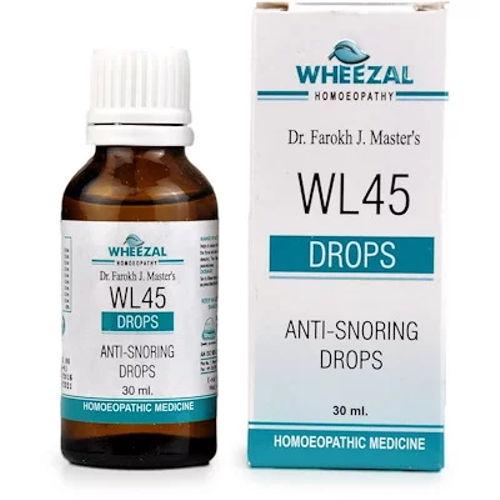 WHEEZAL
HOMOEOPATHY
Dr. Farokh J. Master's
WL45
DROPS
ANTI-SNORING
DROPS
30 ml.
HOMOEOPATHIC MEDICINE
WHEEZAL
HOMOEOPATHY
Dr. Farokh J. Master's
WL45
DROPS
ANTI-SNORING
DROPS
30 ml.
HOMOEOPATHIC MEDICINE